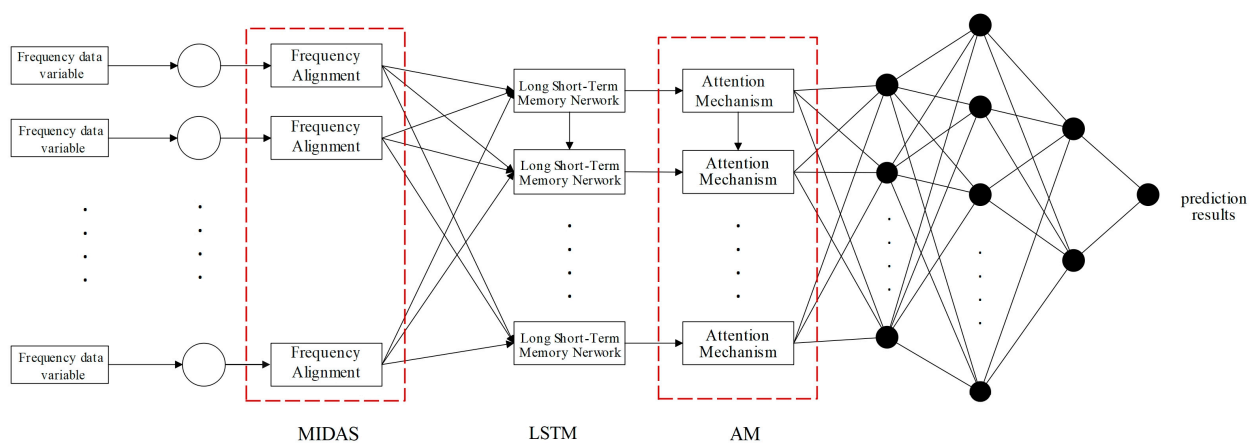 Frequency data
variable
Frequency
Alignment
Long Short-Term
Memory Nerwork
Attention
Mechanism
Frequency data
variable
Frequency
Alignment
Long Short-Term
Memory Nerwork
Attention
Mechanism
prediction
results
Frequency data
variable
Frequency
Alignment
Long Short-Term
Memory Nerwork
Attention
Mechanism
MIDAS
LSTM
AM